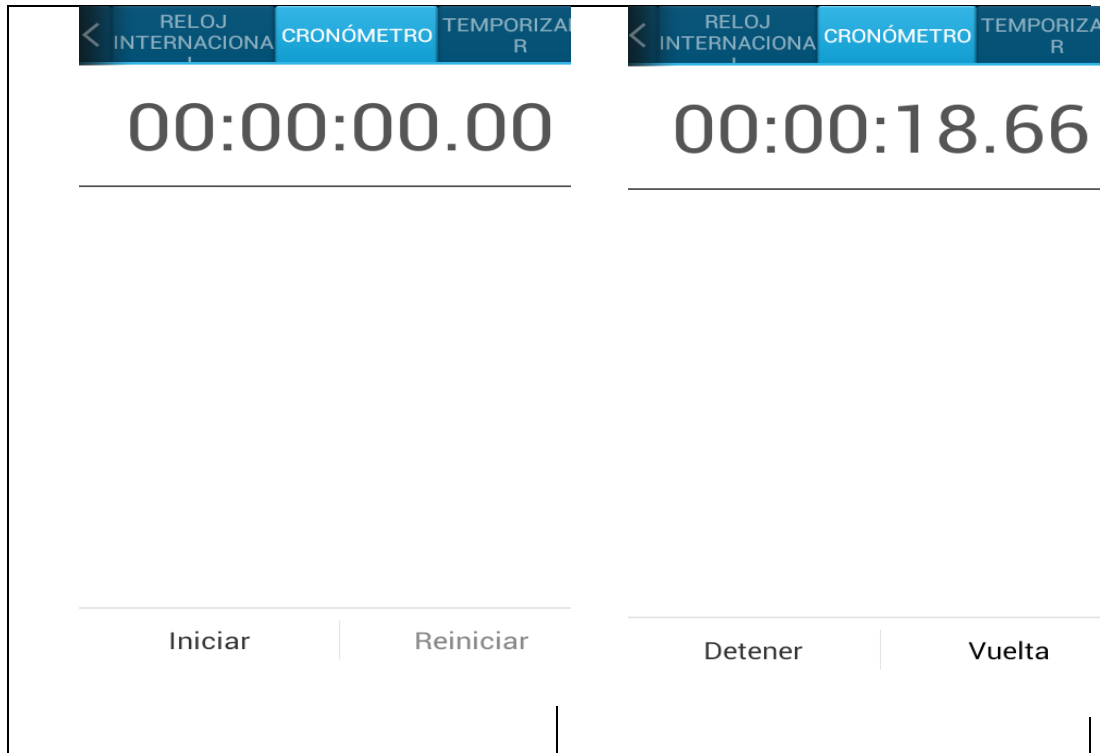 RELOJ
INTERNACIONA
CRONÓMETRO
TEMPORIZA
R
00:00:00.00
Iniciar
Reiniciar
RELOJ
INTERNACIONA
CRONÓMETRO
TEMPORIZA
R
00:00:18.66
Detener
Vuelta